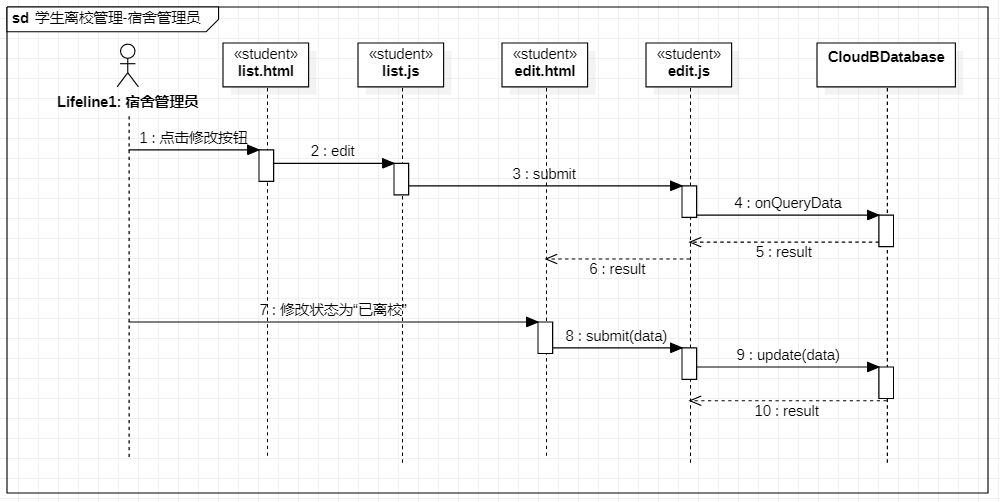 sd 学生离校管理-宿舍管理员
«student»
list.html
«student»
list.js
«student»
edit.html
«student»
edit.js
CloudBDatabase
Lifeline1: 宿舍管理员
1 : 点击修改按钮
2 : edit
3 : submit
4 : onQueryData
5 : result
6 : result
7 : 修改状态为“已离校”
8 : submit(data)
9 : update(data)
10 : result